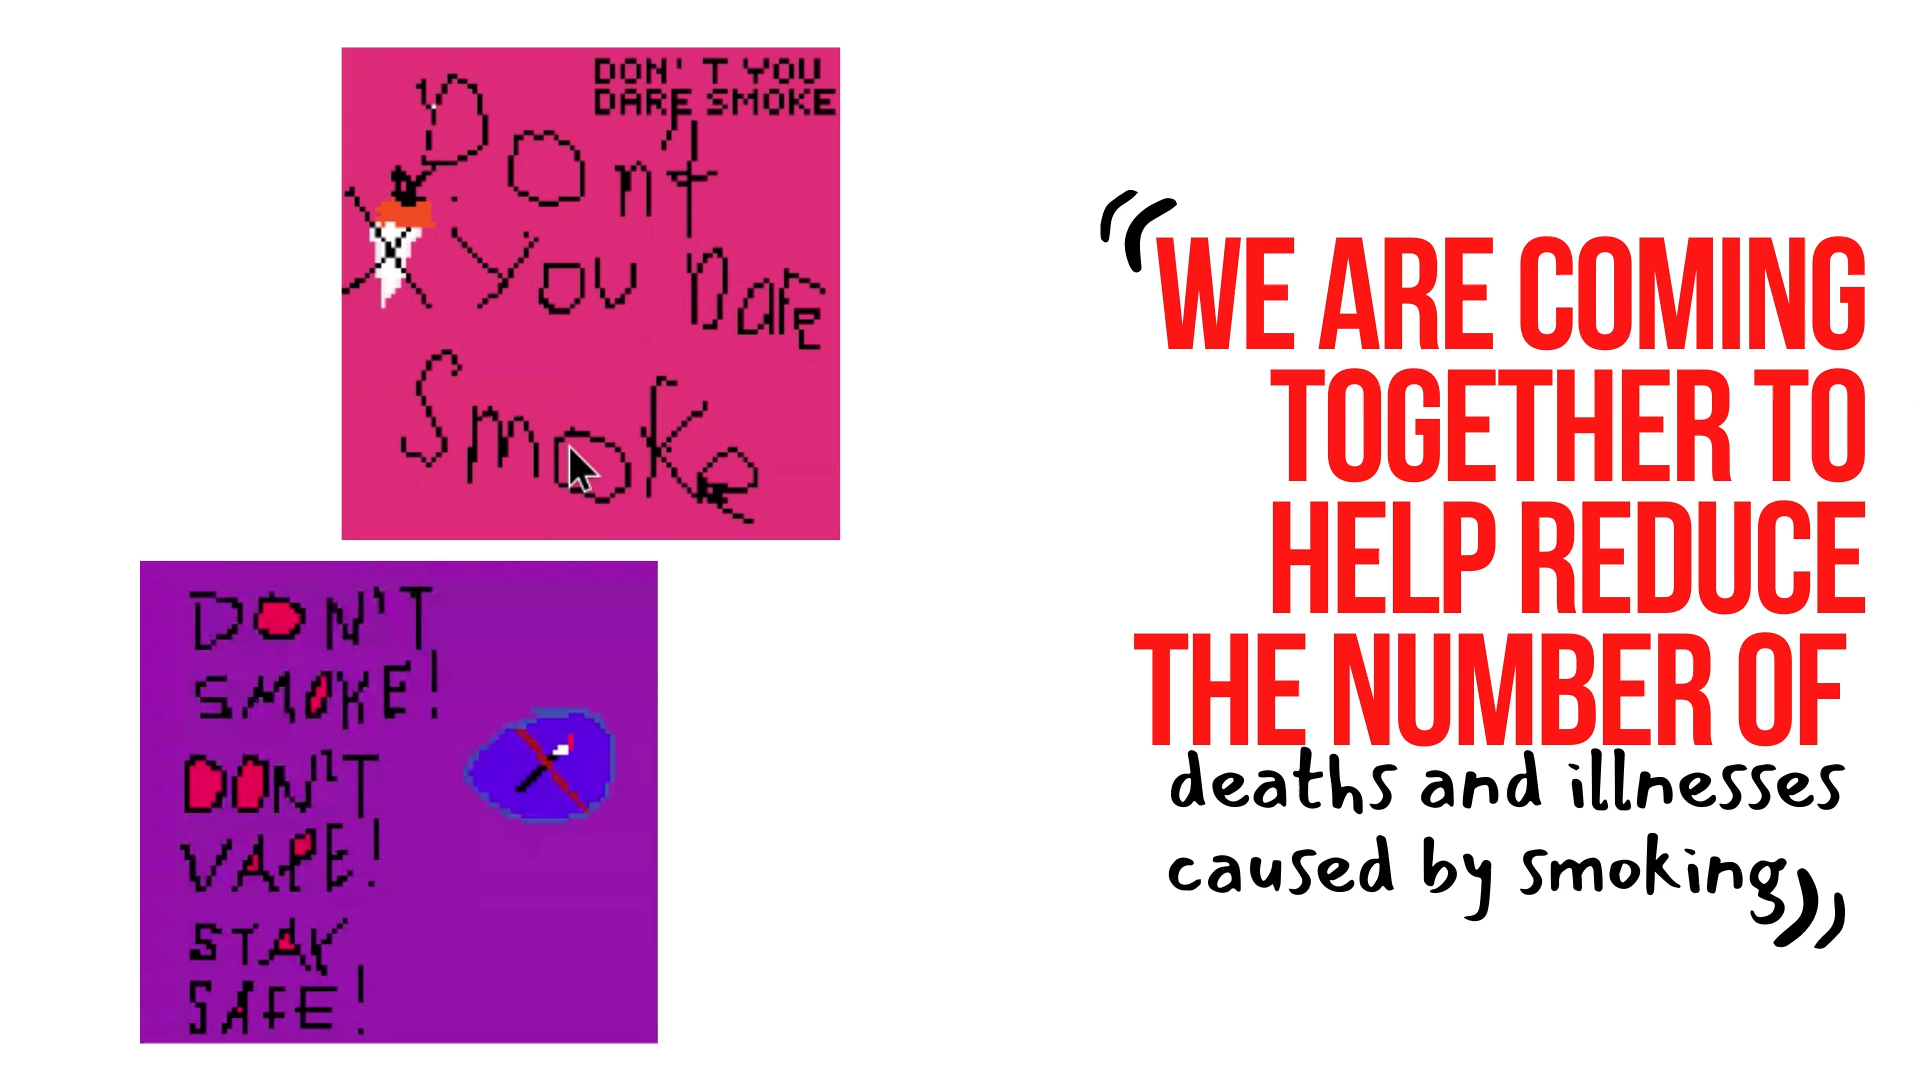 DON'T YOU
DARE SMOKE
Don't
You Dare
Smoke
DON'T
SMOKE!
DON'T
VAPE!
STAY
SAFE!
“WE ARE COMING
TOGETHER TO
HELP REDUCE
THE NUMBER OF
deaths and illnesses
caused by smoking”